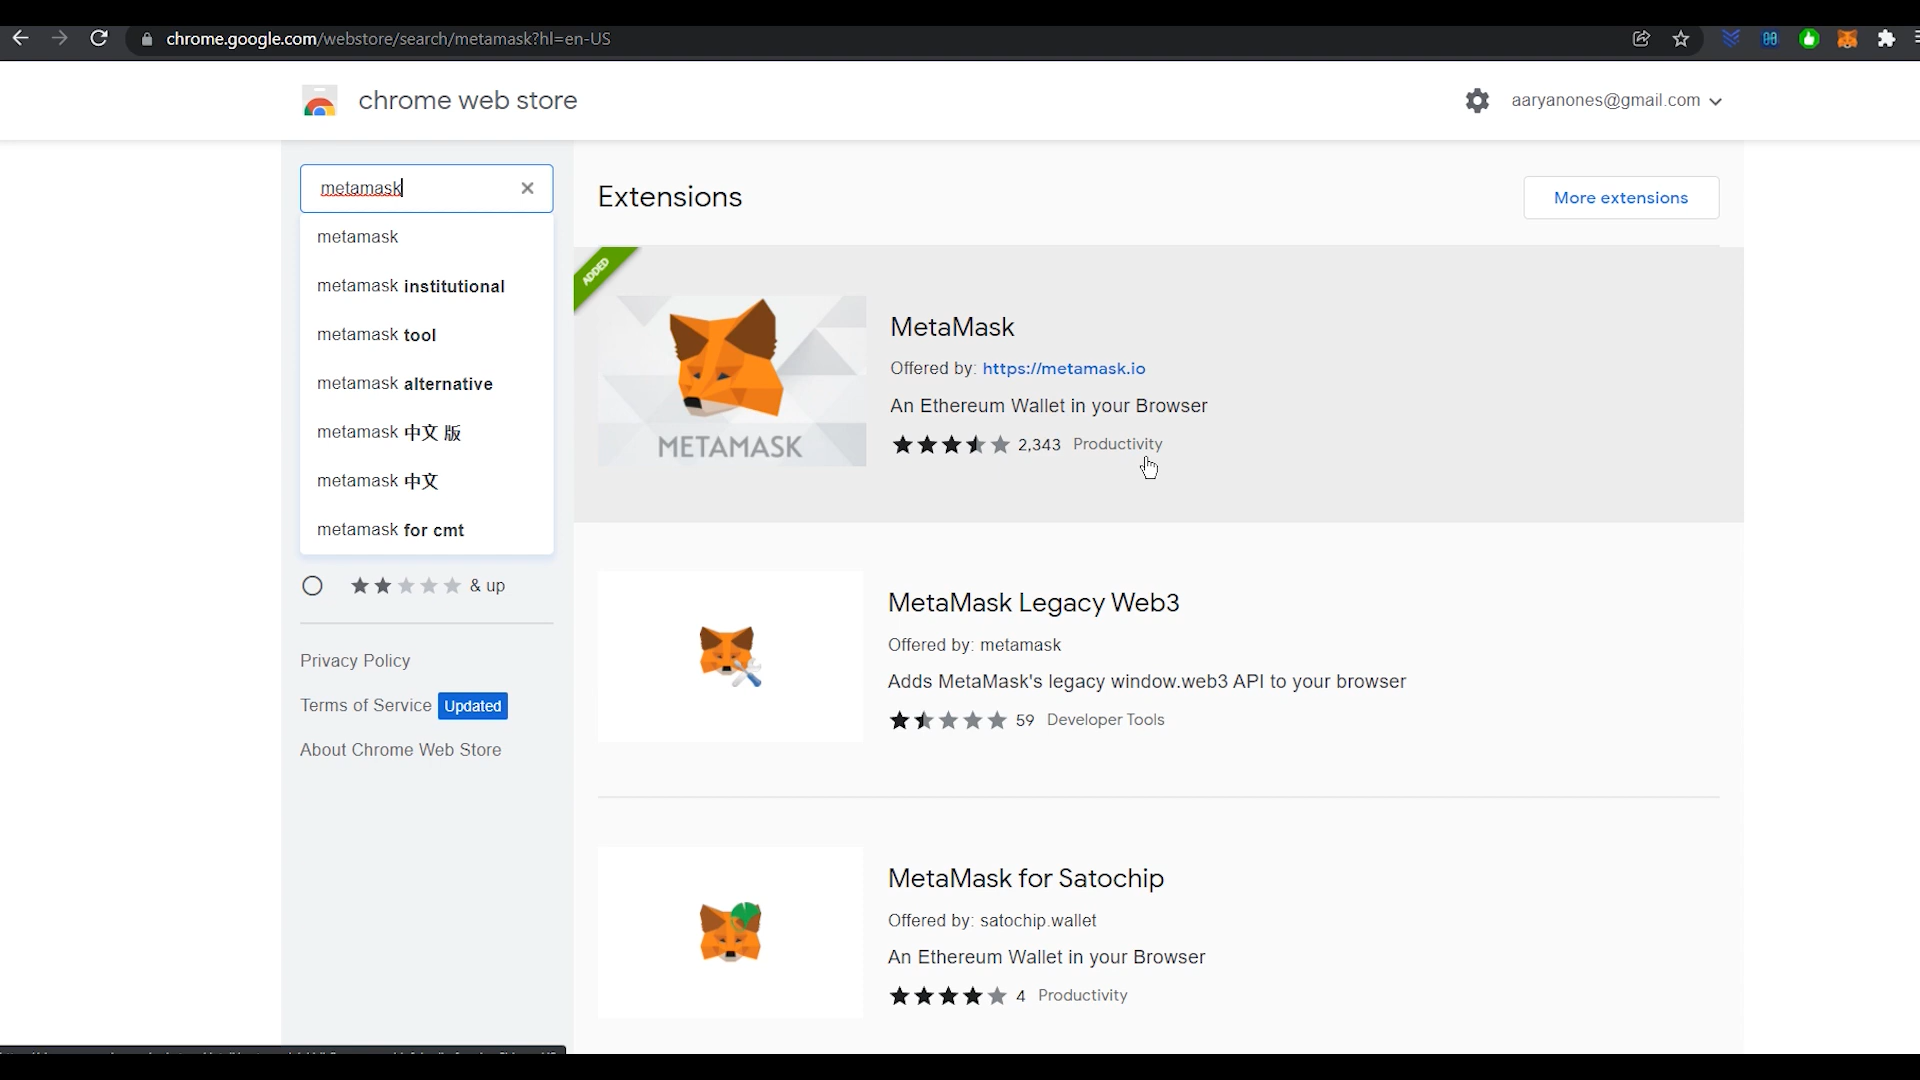 chrome.google.com/webstore/search/metamask?hl=en-US
chrome web store
aaryanones@gmail.com
metamask
metamask
metamask institutional
metamask tool
metamask alternative
metamask 中文 版
metamask 中文
metamask for cmt
& up
Privacy Policy
Terms of Service Updated
About Chrome Web Store
Extensions
More extensions
ADDED
METAMASK
MetaMask
Offered by: https://metamask.io
An Ethereum Wallet in your Browser
2,343 Productivity
MetaMask Legacy Web3
Offered by: metamask
Adds MetaMask's legacy window.web3 API to your browser
59 Developer Tools
MetaMask for Satochip
Offered by: satochip.wallet
An Ethereum Wallet in your Browser
4 Productivity